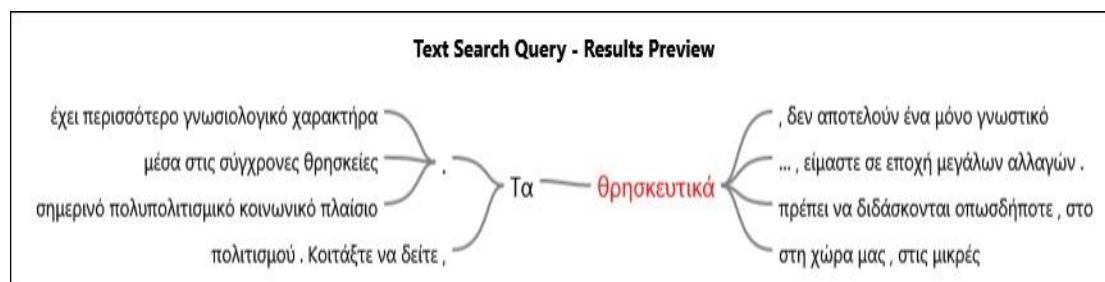 Text Search Query - Results Preview
έχει περισσότερο γνωσιολογικό χαρακτήρα
μέσα στις σύγχρονες θρησκείες
σημερινό πολυπολιτισμικό κοινωνικό πλαίσιο
.
πολιτισμού . Κοιτάξτε να δείτε ,
Τα
θρησκευτικά
, δεν αποτελούν ένα μόνο γνωστικό
... , είμαστε σε εποχή μεγάλων αλλαγών .
πρέπει να διδάσκονται οπωσδήποτε , στο
στη χώρα μας , στις μικρές